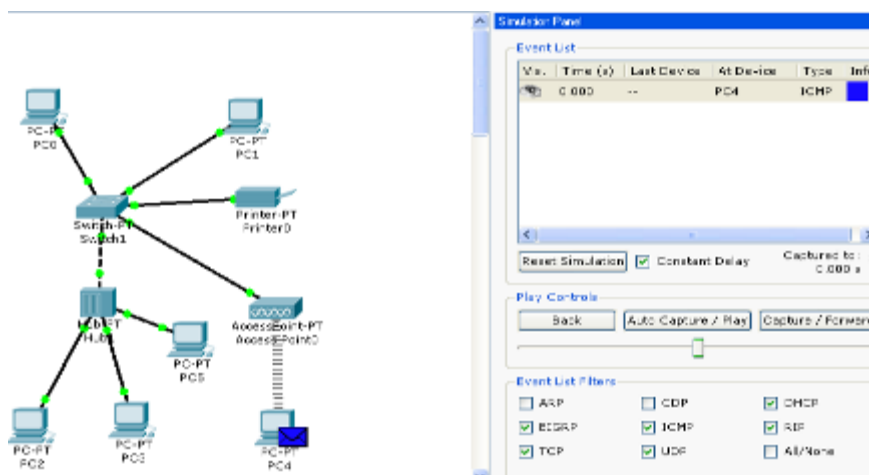 PC-PT
PC0
PC-PT
PC1
Printer-PT
Printer0
Switch-PT
Switch1
Hub-PT
Hub
AccessPoint-PT
Access Point0
PC-PT
PC5
PC-PT
PC2
PC-PT
PC3
PC-PT
PC4
Simulation Panel
Event List
Vis. Time (s) Last Device At Device Type Info
0.000 -- PC4 ICMP
Reset Simulation Constant Delay Captured to:
0.000 s
Play Controls
Back Auto Capture / Play Capture / Forward
Event List Filters
ARP CDP DHCP
EIGRP ICMP RIP
TCP UDP All/None